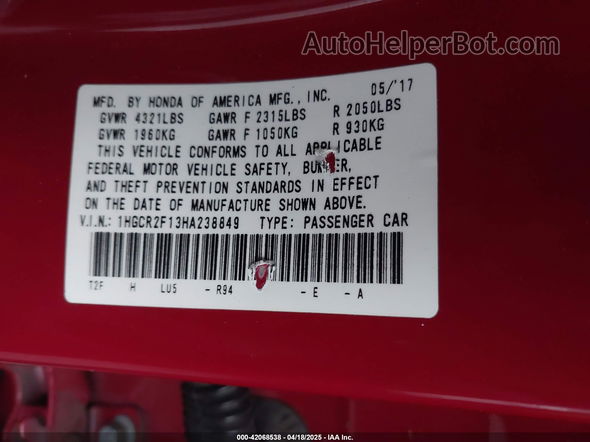 AutoHelperBot.com
MFD. BY HONDA OF AMERICA MFG., INC. 05/'17
GVWR 4321LBS GAWR F 2315LBS R 2050LBS
GVWR 1960KG GAWR F 1050KG R 930KG
THIS VEHICLE CONFORMS TO ALL APPLICABLE
FEDERAL MOTOR VEHICLE SAFETY, BUMPER,
AND THEFT PREVENTION STANDARDS IN EFFECT
ON THE DATE OF MANUFACTURE SHOWN ABOVE.
V.I.N.: 1HGCR2F13HA238849 TYPE: PASSENGER CAR
T2F H LU5 - R94 - E - A
000-42068538 - 04/18/2025 - IAA Inc.